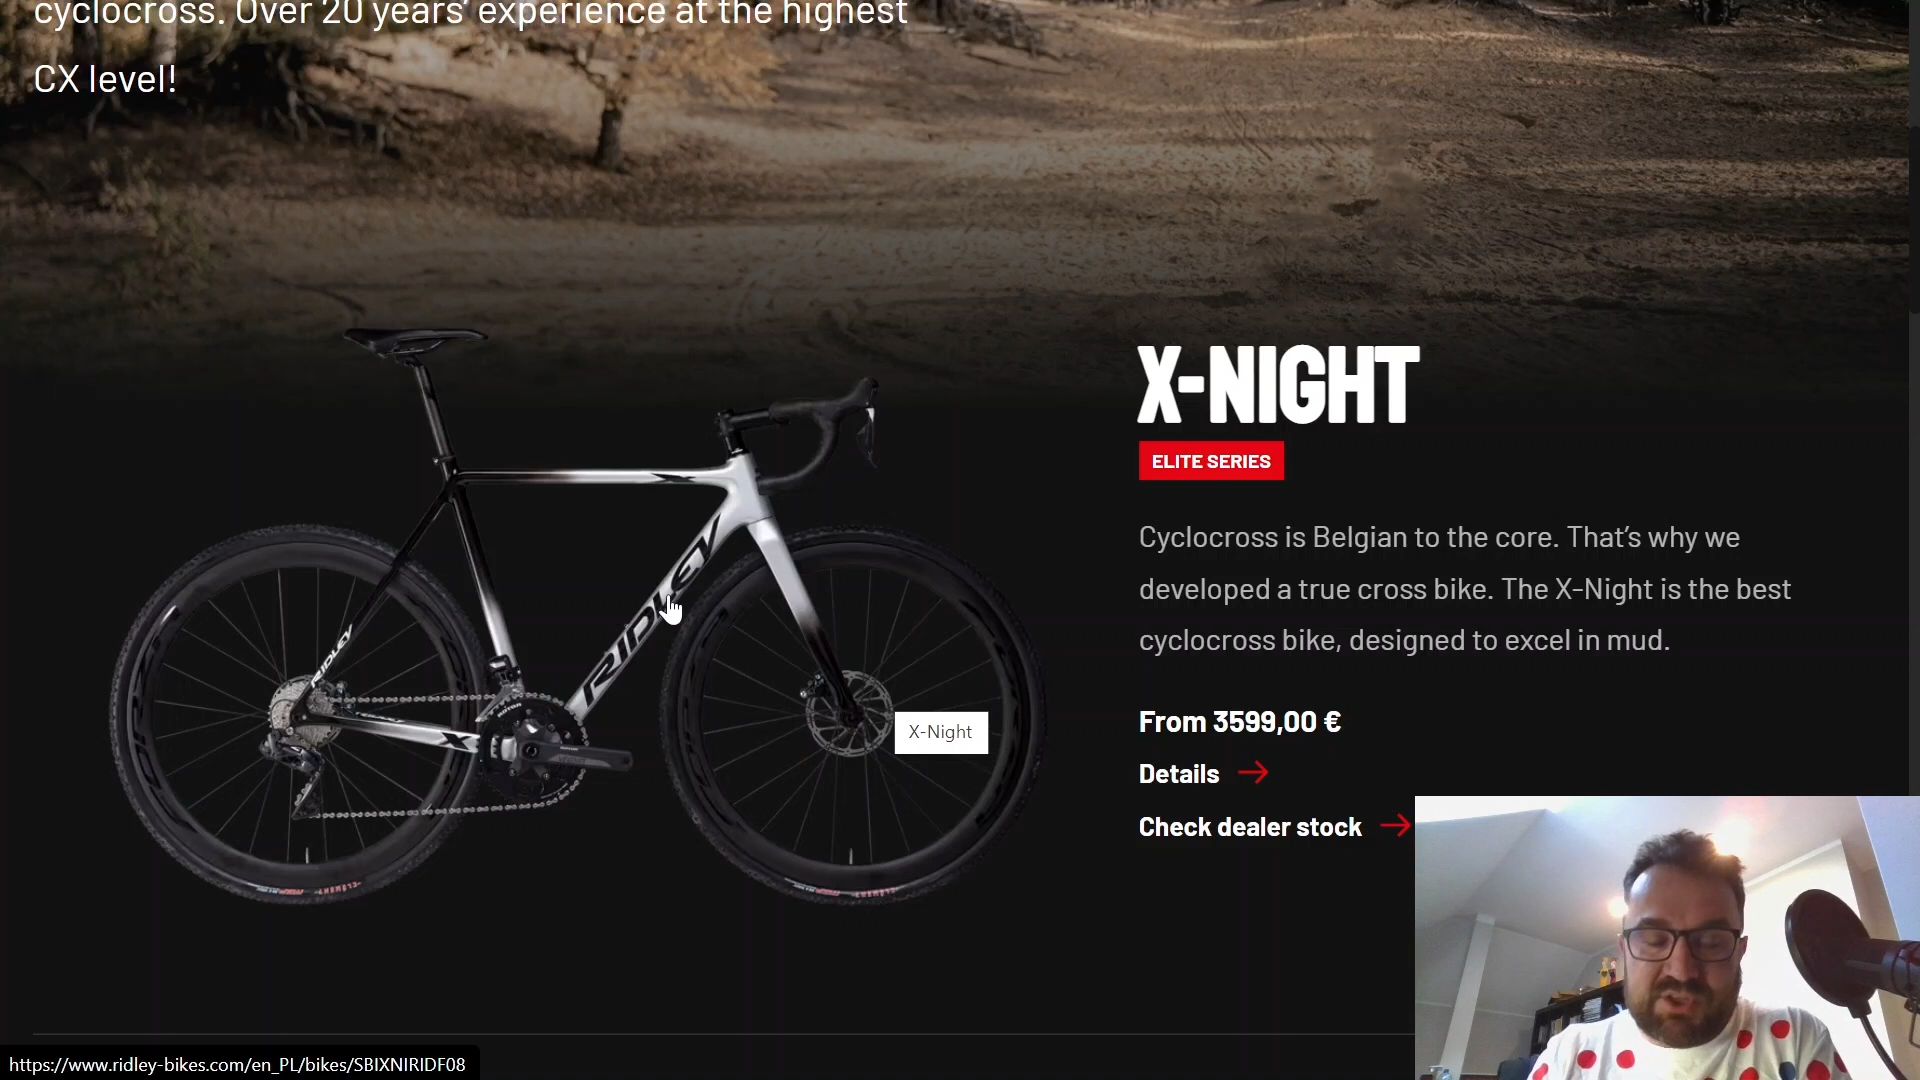 cyclocross. Over 20 years' experience at the highest
CX level!
X-NIGHT
ELITE SERIES
Cyclocross is Belgian to the core. That's why we
developed a true cross bike. The X-Night is the best
cyclocross bike, designed to excel in mud.
From 3599,00 €
Details
Check dealer stock
RIDLEY
RIDLEY
X
ROTOR
X-Night
https://www.ridley-bikes.com/en_PL/bikes/SBIXNIRIDF08